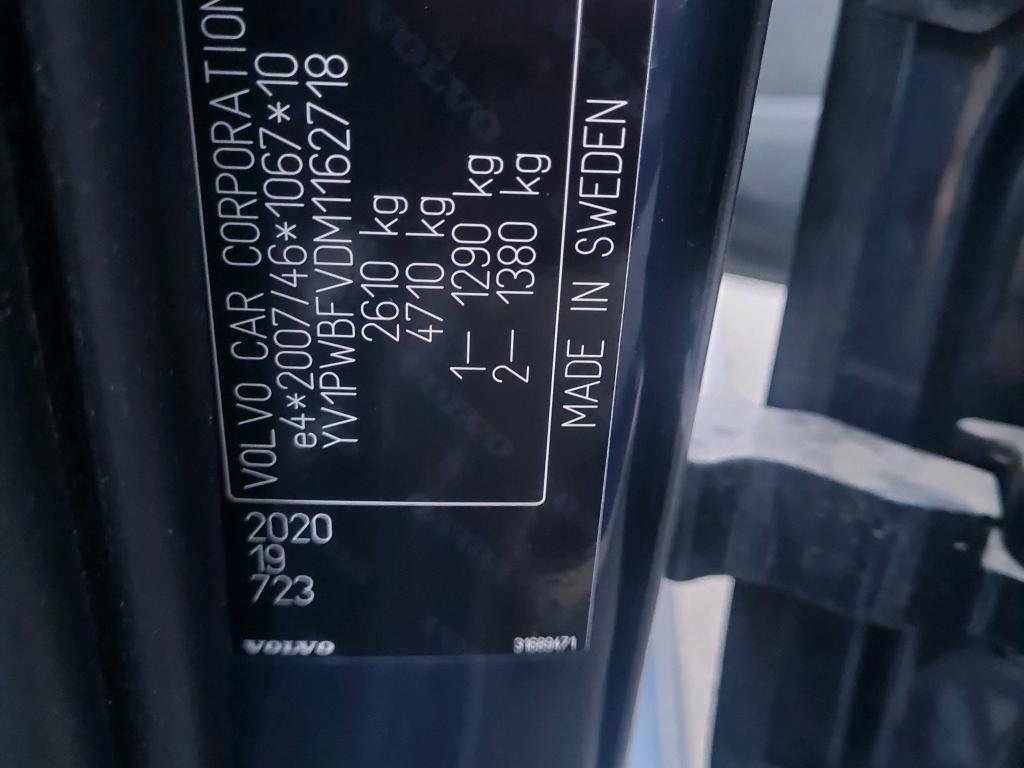 VOLVO CAR CORPORATION
e4*2007/46*1067*10
YV1PWBFVDM1162718
2610 kg
4710 kg
1— 1290 kg
2— 1380 kg
MADE IN SWEDEN
2020
19
723
VOLVO